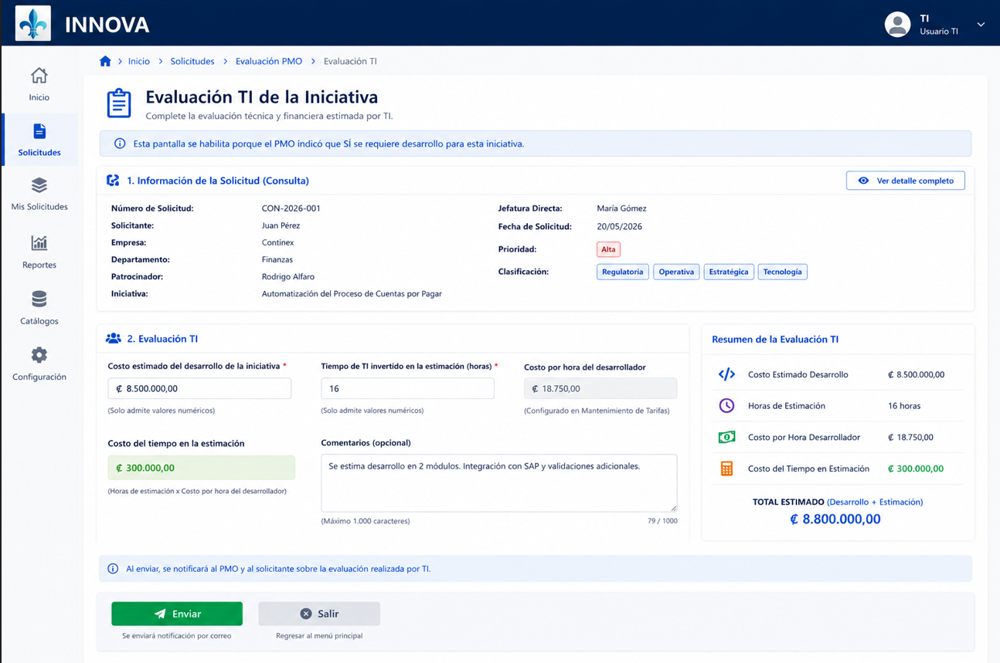 INNOVA
TI
Usuario TI
Inicio > Solicitudes > Evaluación PMO > Evaluación TI
Inicio
Solicitudes
Mis Solicitudes
Reportes
Catálogos
Configuración
Evaluación TI de la Iniciativa
Complete la evaluación técnica y financiera estimada por TI.
Esta pantalla se habilita porque el PMO indicó que SÍ se requiere desarrollo para esta iniciativa.
1. Información de la Solicitud (Consulta)
Ver detalle completo
Número de Solicitud: CON-2026-001
Solicitante: Juan Pérez
Empresa: Continex
Departamento: Finanzas
Patrocinador: Rodrigo Alfaro
Iniciativa: Automatización del Proceso de Cuentas por Pagar
Jefatura Directa: María Gómez
Fecha de Solicitud: 20/05/2026
Prioridad: Alta
Clasificación: Regulatoria Operativa Estratégica Tecnología
2. Evaluación TI
Costo estimado del desarrollo de la iniciativa *
₡ 8.500.000,00
(Solo admite valores numéricos)
Tiempo de TI invertido en la estimación (horas) *
16
(Solo admite valores numéricos)
Costo por hora del desarrollador
₡ 18.750,00
(Configurado en Mantenimiento de Tarifas)
Costo del tiempo en la estimación
₡ 300.000,00
(Horas de estimación x Costo por hora del desarrollador)
Comentarios (opcional)
Se estima desarrollo en 2 módulos. Integración con SAP y validaciones adicionales.
(Máximo 1.000 caracteres) 79 / 1000
Resumen de la Evaluación TI
Costo Estimado Desarrollo ₡ 8.500.000,00
Horas de Estimación 16 horas
Costo por Hora Desarrollador ₡ 18.750,00
Costo del Tiempo en Estimación ₡ 300.000,00
TOTAL ESTIMADO (Desarrollo + Estimación)
₡ 8.800.000,00
Al enviar, se notificará al PMO y al solicitante sobre la evaluación realizada por TI.
Enviar
Se enviará notificación por correo
Salir
Regresar al menú principal